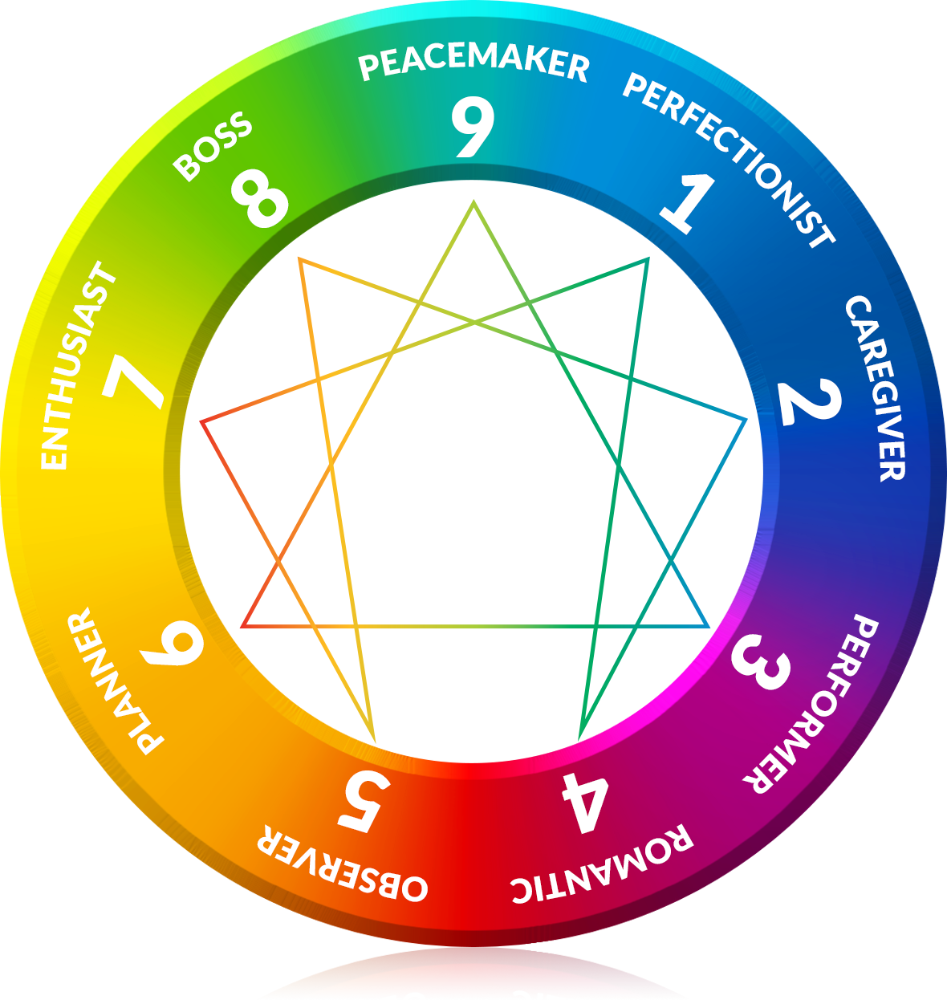 PEACEMAKER
9
PERFECTIONIST
1
CAREGIVER
2
PERFORMER
3
ROMANTIC
4
OBSERVER
5
PLANNER
6
ENTHUSIAST
7
BOSS
8